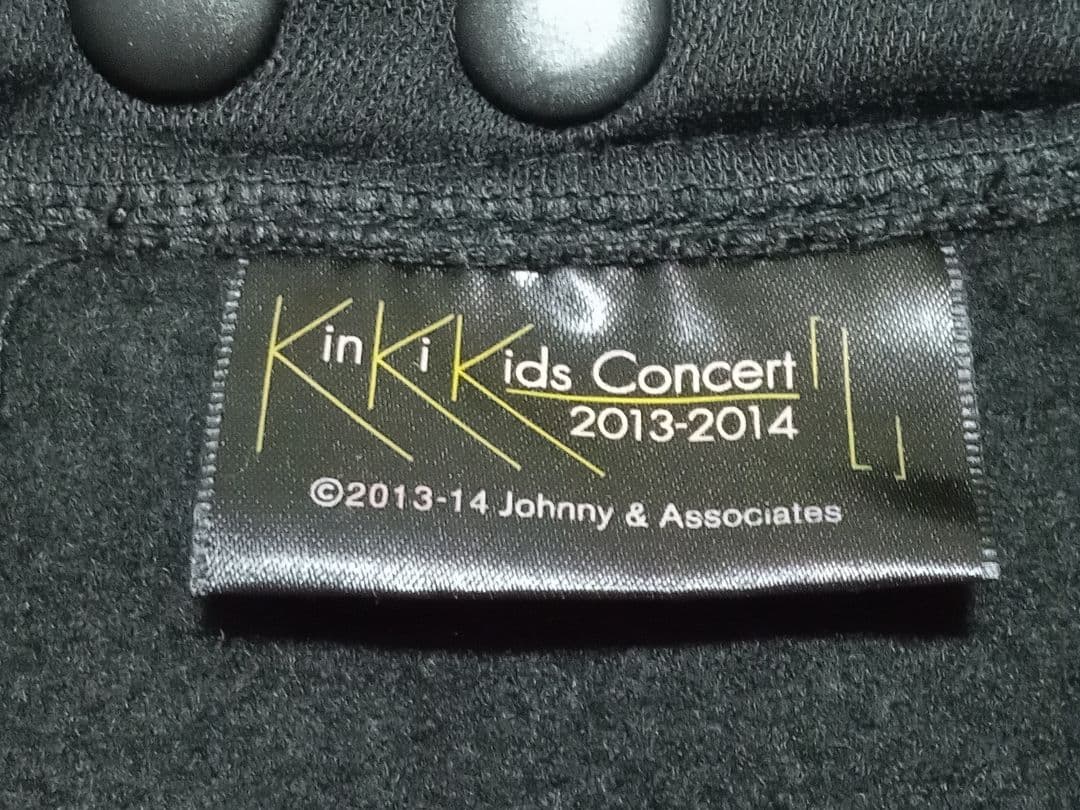 KinKi Kids Concert 「L」
2013-2014
©2013-14 Johnny & Associates